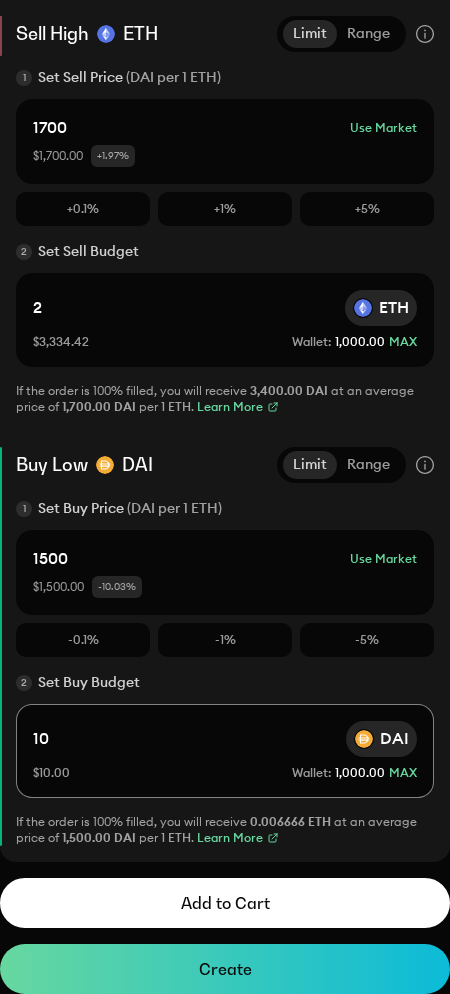 Sell High ETH Limit Range
1 Set Sell Price (DAI per 1 ETH)
1700 Use Market
$1,700.00 +1.97%
+0.1% +1% +5%
2 Set Sell Budget
2 ETH
$3,334.42 Wallet: 1,000.00 MAX
If the order is 100% filled, you will receive 3,400.00 DAI at an average
price of 1,700.00 DAI per 1 ETH. Learn More
Buy Low DAI Limit Range
1 Set Buy Price (DAI per 1 ETH)
1500 Use Market
$1,500.00 -10.03%
-0.1% -1% -5%
2 Set Buy Budget
10 DAI
$10.00 Wallet: 1,000.00 MAX
If the order is 100% filled, you will receive 0.006666 ETH at an average
price of 1,500.00 DAI per 1 ETH. Learn More
Add to Cart
Create